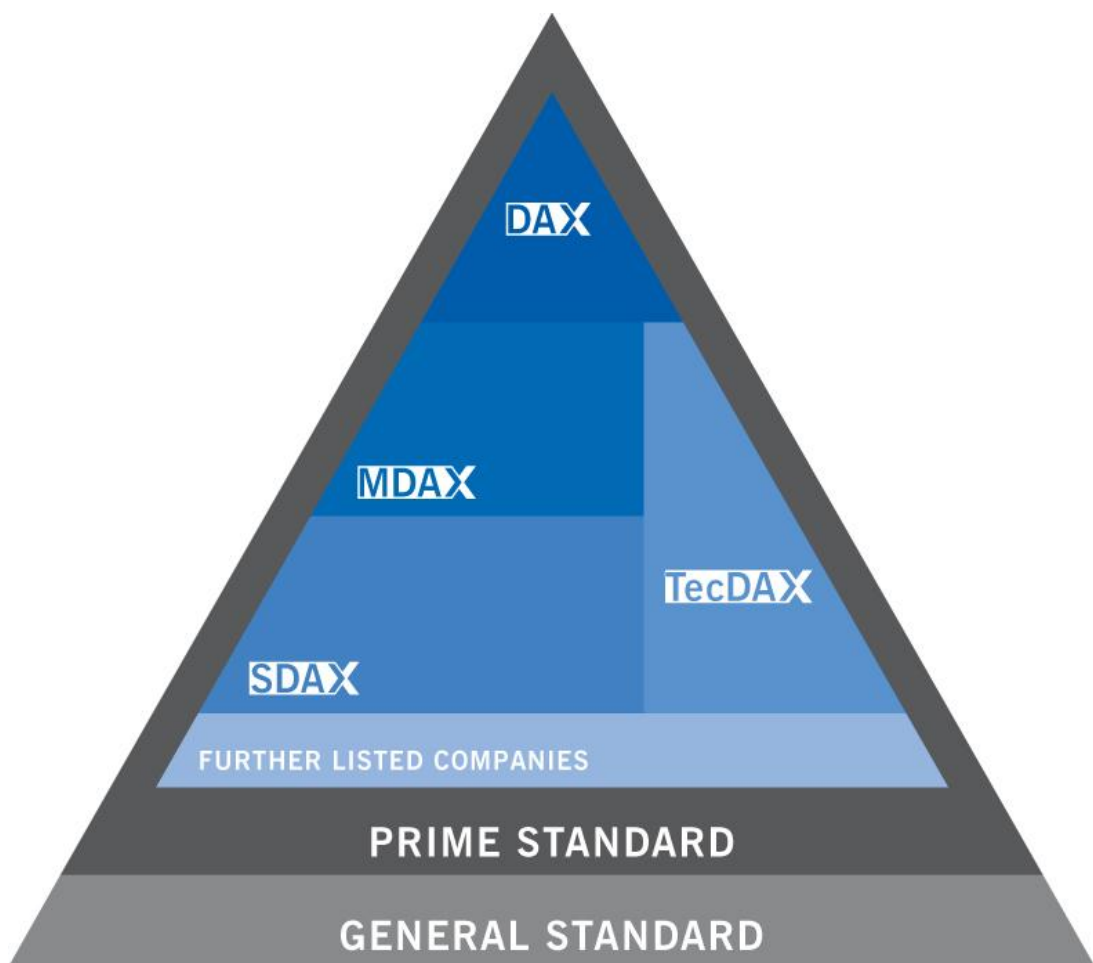 DAX
MDAX
TecDAX
SDAX
FURTHER LISTED COMPANIES
PRIME STANDARD
GENERAL STANDARD